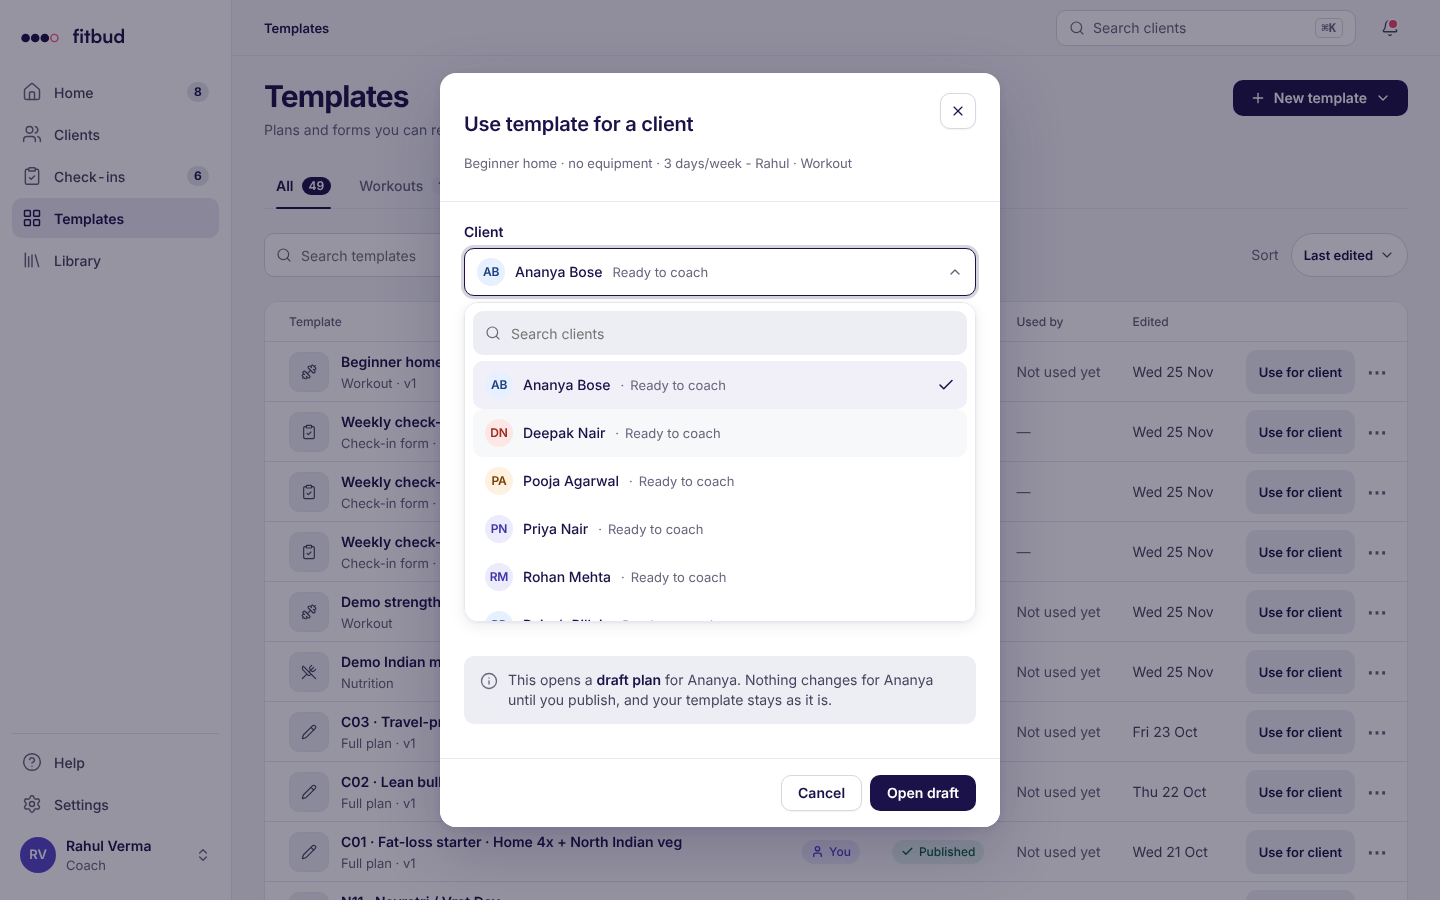 fitbud
Templates
Search clients
⌘K
Home 8
Clients
Check-ins 6
Templates
Library
Help
Settings
RV
Rahul Verma
Coach
Templates
Plans and forms you can
New template
All 49
Workouts
Search templates
Sort
Last edited
Template
Used by
Edited
Beginner home
Workout · v1
Not used yet
Wed 25 Nov
Use for client
Weekly check-
Check-in form ·
—
Wed 25 Nov
Use for client
Weekly check-
Check-in form ·
—
Wed 25 Nov
Use for client
Weekly check-
Check-in form ·
—
Wed 25 Nov
Use for client
Demo strength
Workout
Not used yet
Wed 25 Nov
Use for client
Demo Indian
Nutrition
Not used yet
Wed 25 Nov
Use for client
C03 · Travel-
Full plan · v1
Not used yet
Fri 23 Oct
Use for client
C02 · Lean
Full plan · v1
Not used yet
Thu 22 Oct
Use for client
C01 · Fat-loss starter · Home 4x + North Indian veg
Full plan · v1
You
Published
Not used yet
Wed 21 Oct
Use for client
Use template for a client
Beginner home · no equipment · 3 days/week - Rahul · Workout
Client
AB Ananya Bose Ready to coach
Search clients
AB Ananya Bose · Ready to coach
DN Deepak Nair · Ready to coach
PA Pooja Agarwal · Ready to coach
PN Priya Nair · Ready to coach
RM Rohan Mehta · Ready to coach
This opens a draft plan for Ananya. Nothing changes for Ananya
until you publish, and your template stays as it is.
Cancel
Open draft